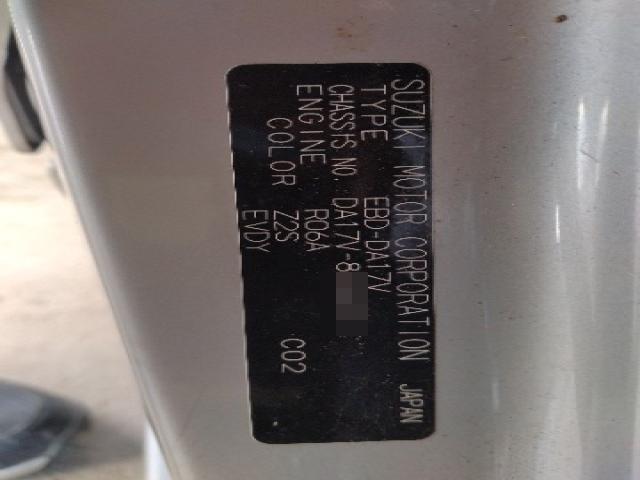 SUZUKI MOTOR CORPORATION JAPAN
TYPE EBD-DA17V
CHASSIS NO. DA17V-8
ENGINE R06A
COLOR Z2S C02
EVDY